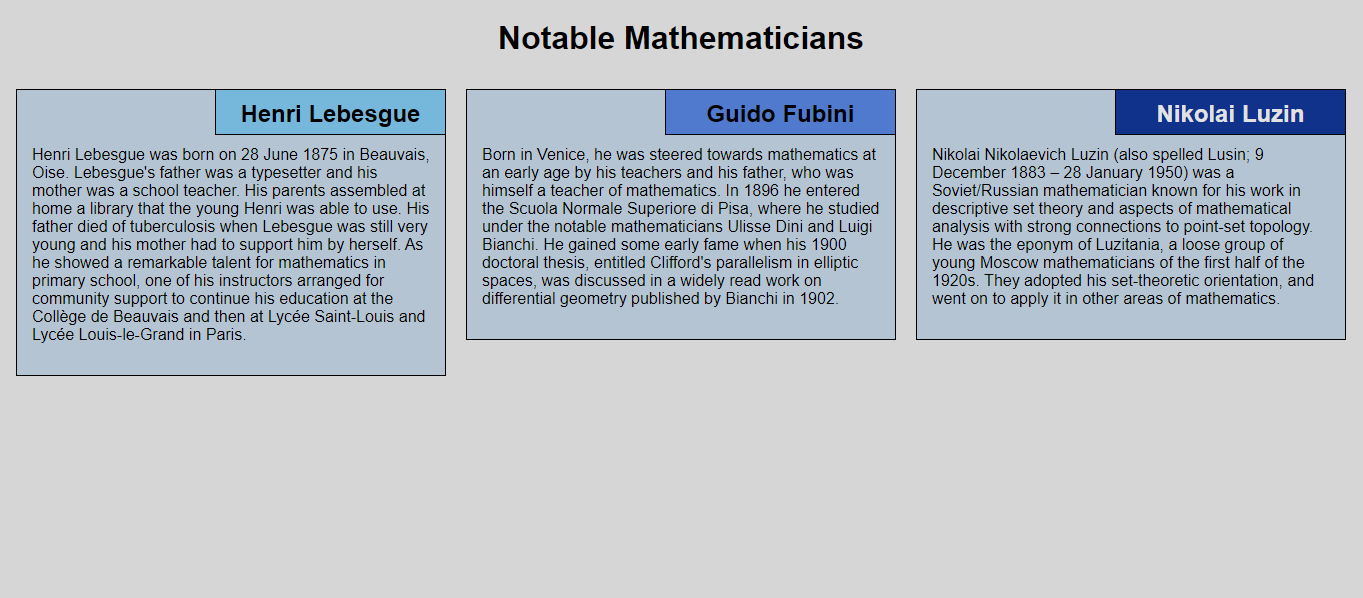 Notable Mathematicians
Henri Lebesgue
Henri Lebesgue was born on 28 June 1875 in Beauvais,
Oise. Lebesgue's father was a typesetter and his
mother was a school teacher. His parents assembled at
home a library that the young Henri was able to use. His
father died of tuberculosis when Lebesgue was still very
young and his mother had to support him by herself. As
he showed a remarkable talent for mathematics in
primary school, one of his instructors arranged for
community support to continue his education at the
Collège de Beauvais and then at Lycée Saint-Louis and
Lycée Louis-le-Grand in Paris.
Guido Fubini
Born in Venice, he was steered towards mathematics at
an early age by his teachers and his father, who was
himself a teacher of mathematics. In 1896 he entered
the Scuola Normale Superiore di Pisa, where he studied
under the notable mathematicians Ulisse Dini and Luigi
Bianchi. He gained some early fame when his 1900
doctoral thesis, entitled Clifford's parallelism in elliptic
spaces, was discussed in a widely read work on
differential geometry published by Bianchi in 1902.
Nikolai Luzin
Nikolai Nikolaevich Luzin (also spelled Lusin; 9
December 1883 – 28 January 1950) was a
Soviet/Russian mathematician known for his work in
descriptive set theory and aspects of mathematical
analysis with strong connections to point-set topology.
He was the eponym of Luzitania, a loose group of
young Moscow mathematicians of the first half of the
1920s. They adopted his set-theoretic orientation, and
went on to apply it in other areas of mathematics.